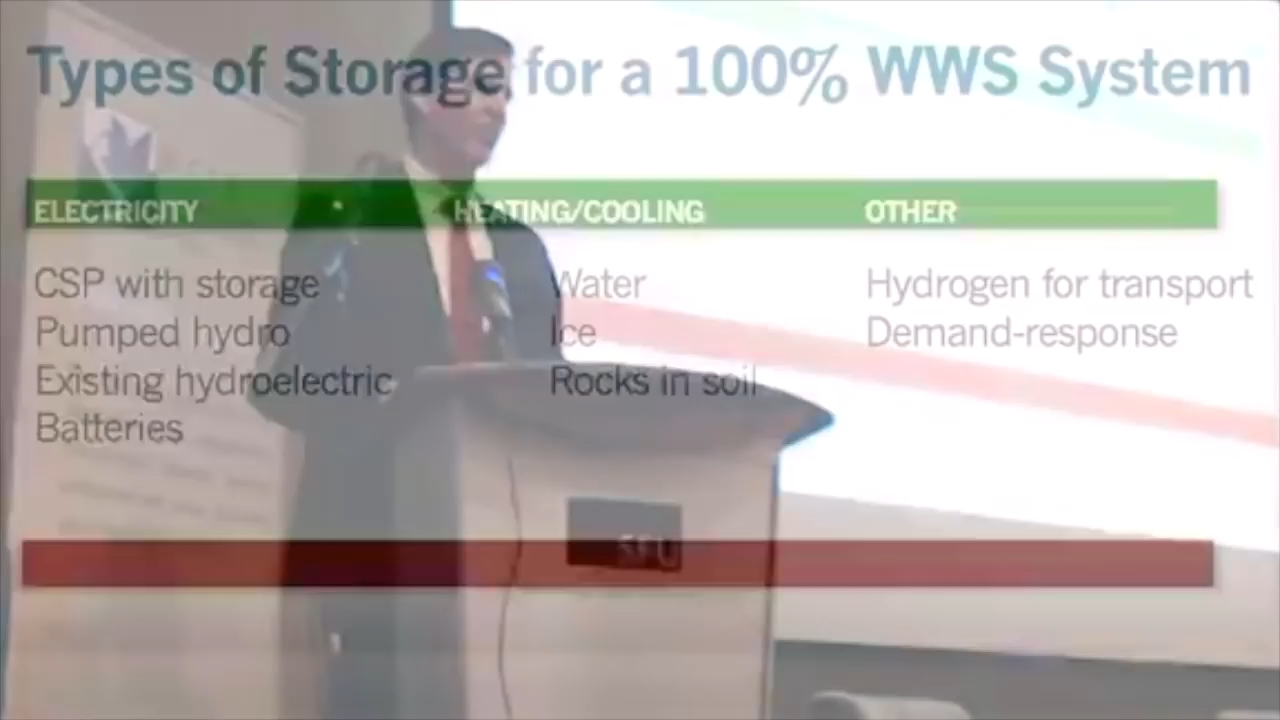 Types of Storage for a 100% WWS System
ELECTRICITY HEATING/COOLING OTHER
CSP with storage Water Hydrogen for transport
Pumped hydro Ice Demand-response
Existing hydroelectric Rocks in soil
Batteries
SFU